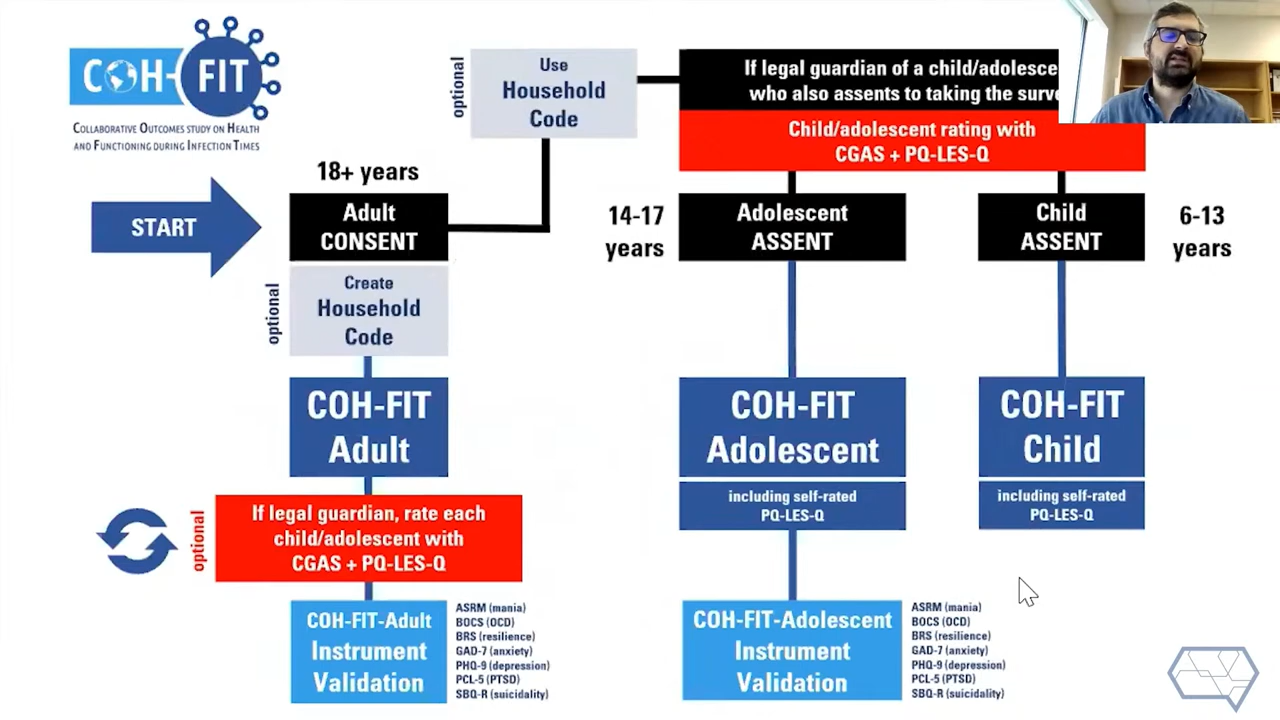 COH-FIT
COLLABORATIVE OUTCOMES STUDY ON HEALTH
AND FUNCTIONING DURING INFECTION TIMES
START
18+ years
Adult
CONSENT
optional
Create
Household
Code
optional
Use
Household
Code
If legal guardian of a child/adolesce
who also assents to taking the surve
Child/adolescent rating with
CGAS + PQ-LES-Q
14-17
years
Adolescent
ASSENT
Child
ASSENT
6-13
years
COH-FIT
Adult
COH-FIT
Adolescent
including self-rated
PQ-LES-Q
COH-FIT
Child
including self-rated
PQ-LES-Q
optional
If legal guardian, rate each
child/adolescent with
CGAS + PQ-LES-Q
COH-FIT-Adult
Instrument
Validation
ASRM (mania)
BOCS (OCD)
BRS (resilience)
GAD-7 (anxiety)
PHQ-9 (depression)
PCL-5 (PTSD)
SBQ-R (suicidality)
COH-FIT-Adolescent
Instrument
Validation
ASRM (mania)
BOCS (OCD)
BRS (resilience)
GAD-7 (anxiety)
PHQ-9 (depression)
PCL-5 (PTSD)
SBQ-R (suicidality)